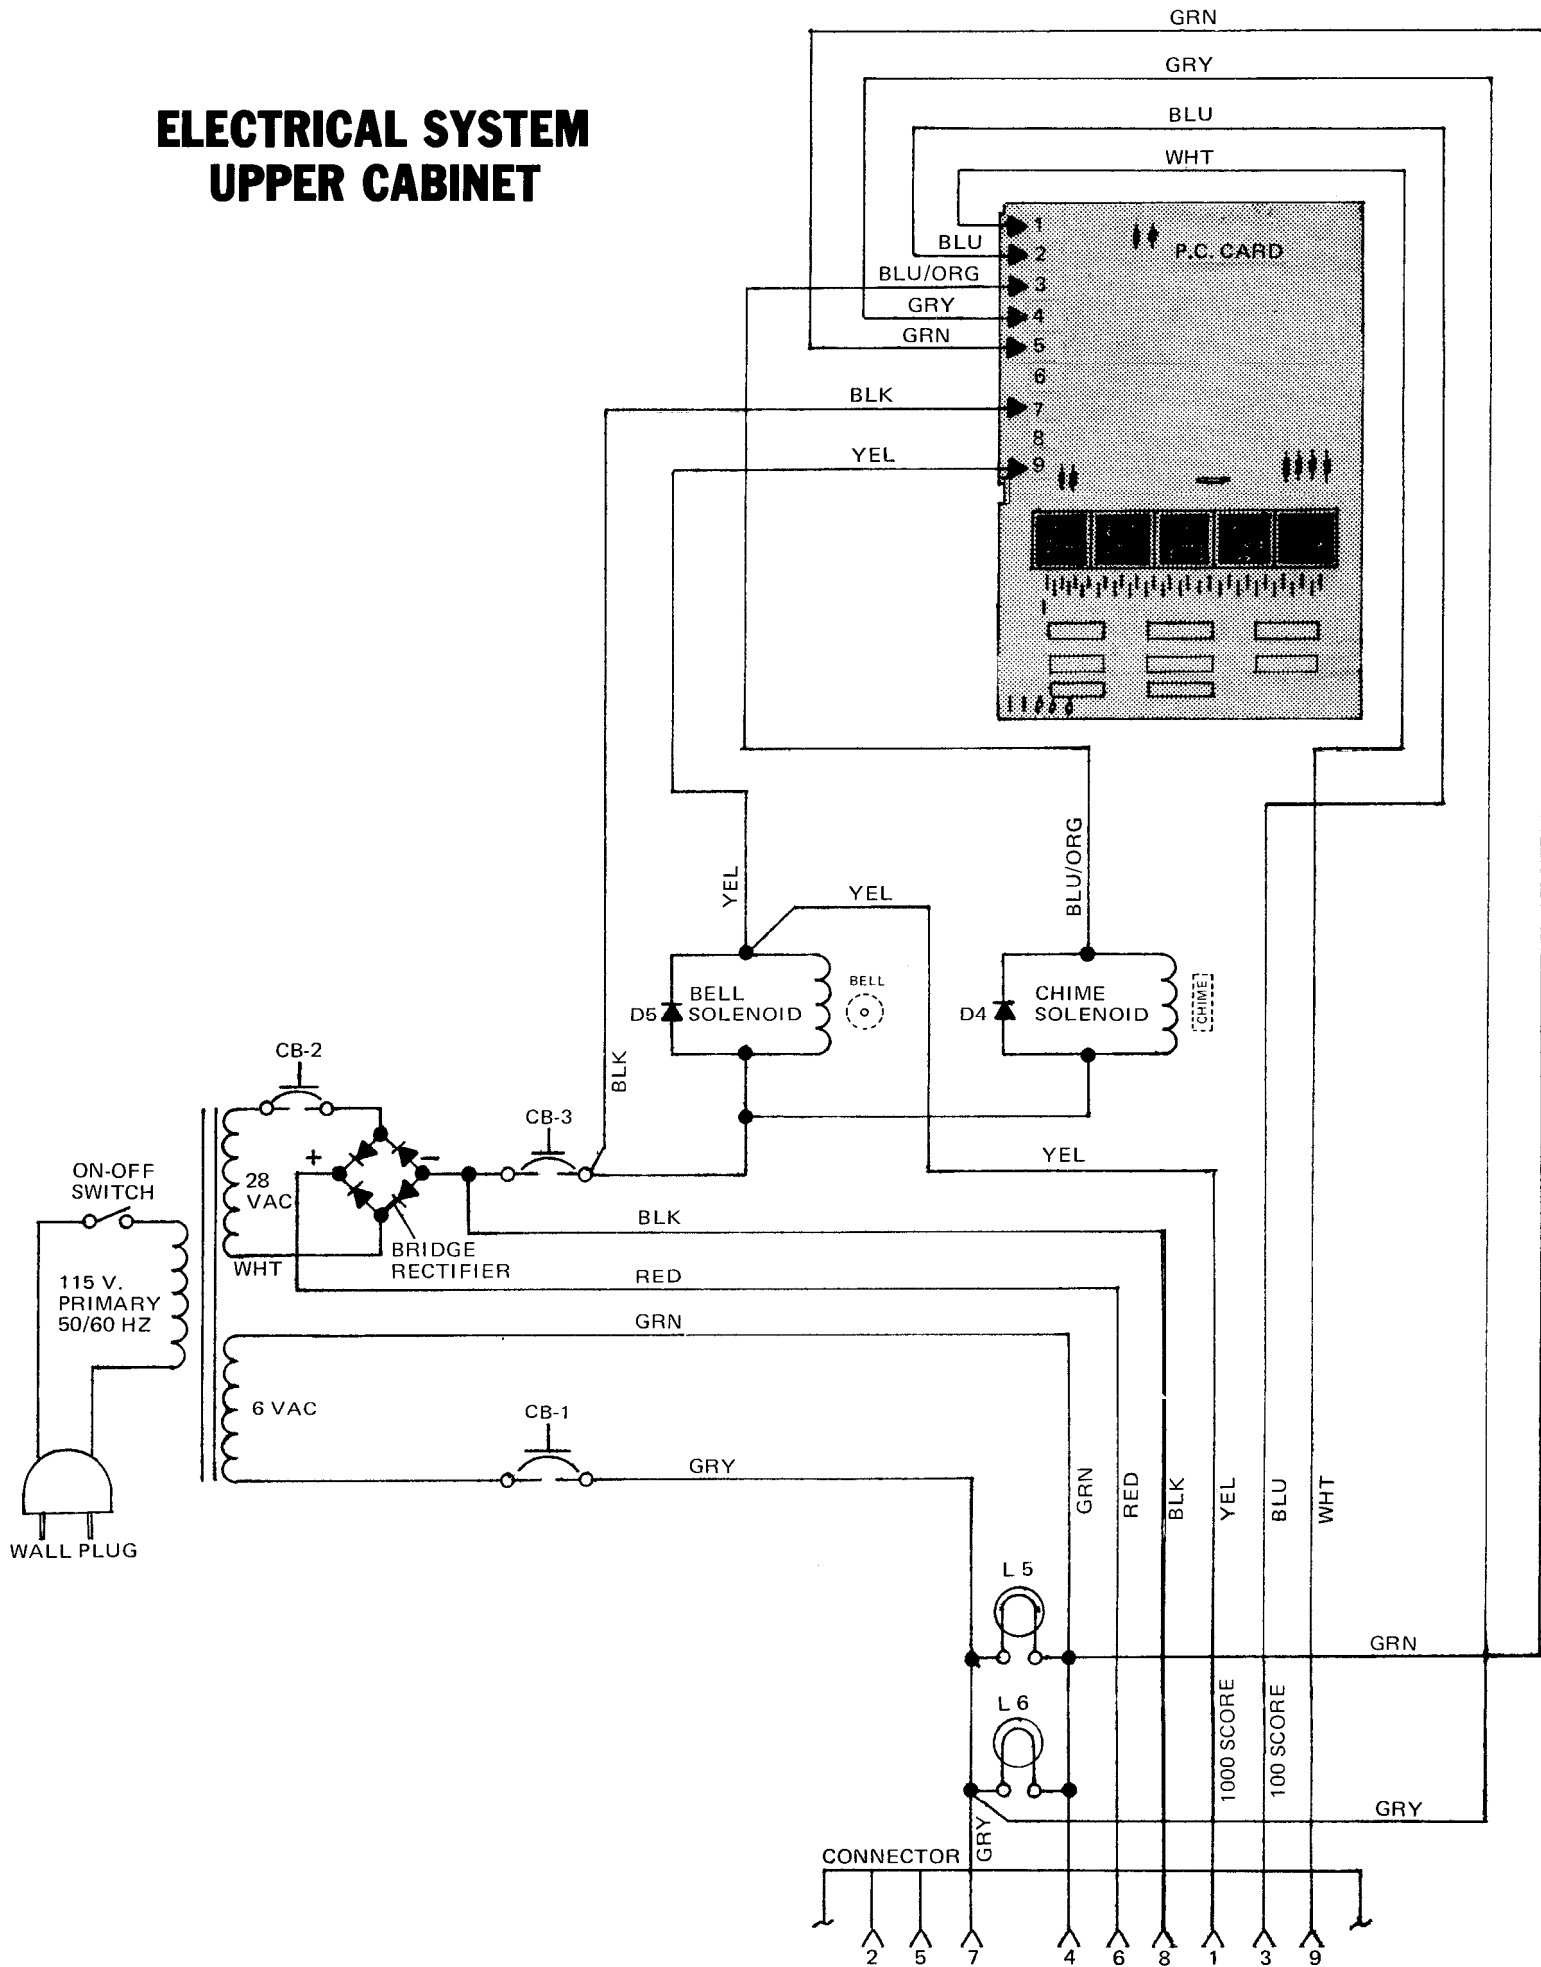 GRN
GRY
BLU
WHT
ELECTRICAL SYSTEM
UPPER CABINET
1
P.C. CARD
BLU
2
BLU/ORG
3
GRY
4
GRN
5
6
BLK
7
8
YEL
9
YEL
YEL
BLU/ORG
BELL
SOLENOID
D5
BELL
CHIME
SOLENOID
D4
CHIME
BLK
CB-2
CB-3
+
−
YEL
ON-OFF
SWITCH
28
VAC
BLK
BRIDGE
RECTIFIER
WHT
RED
115 V.
PRIMARY
50/60 HZ
GRN
6 VAC
CB-1
GRY
GRN
RED
BLK
YEL
BLU
WHT
WALL PLUG
L 5
GRN
L 6
1000 SCORE
100 SCORE
GRY
GRY
CONNECTOR
2
5
7
4
6
8
1
3
9